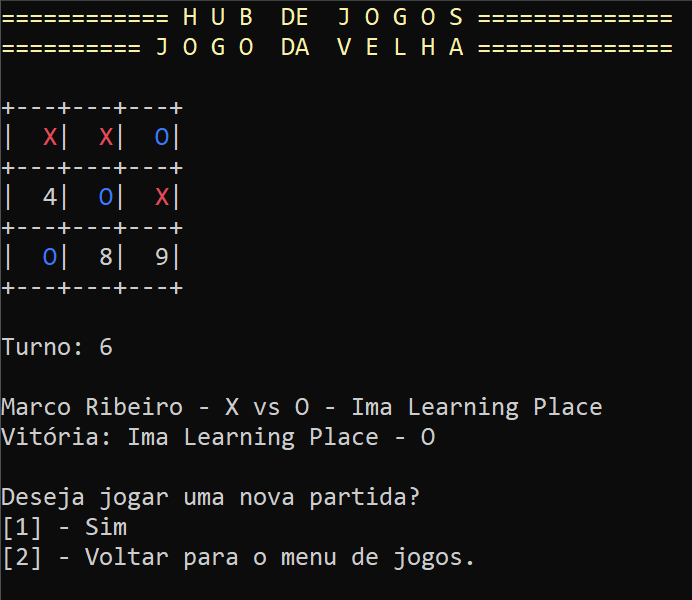 ============ H U B  DE J O G O S ==============
========== J O G O  DA  V E L H A ==============
+---+---+---+
|  X|  X|  O|
+---+---+---+
|  4|  O|  X|
+---+---+---+
|  O|  8|  9|
+---+---+---+
Turno: 6
Marco Ribeiro - X vs O - Ima Learning Place
Vitória: Ima Learning Place - O
Deseja jogar uma nova partida?
[1] - Sim
[2] - Voltar para o menu de jogos.